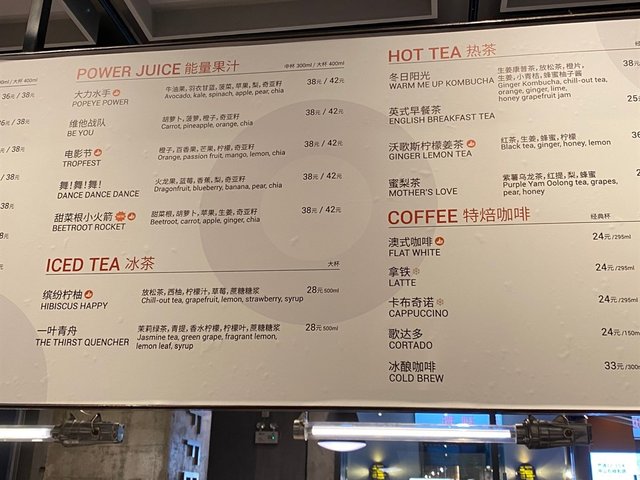 POWER JUICE 能量果汁
中杯 300ml / 大杯 400ml
大力水手
POPEYE POWER
牛油果,羽衣甘蓝,菠菜,苹果,梨,奇亚籽
Avocado, kale, spinach, apple, pear, chia
38元 / 42元
维他战队
BE YOU
胡萝卜,菠萝,橙子,奇亚籽
Carrot, pineapple, orange, chia
38元 / 42元
电影节
TROPFEST
橙子,百香果,芒果,柠檬,奇亚籽
Orange, passion fruit, mango, lemon, chia
38元 / 42元
舞!舞!舞!
DANCE DANCE DANCE
火龙果,蓝莓,香蕉,梨,奇亚籽
Dragonfruit, blueberry, banana, pear, chia
38元 / 42元
甜菜根小火箭
BEETROOT ROCKET
甜菜根,胡萝卜,苹果,生姜,奇亚籽
Beetroot, carrot, apple, ginger, chia
38元 / 42元
ICED TEA 冰茶
大杯
缤纷柠柚
HIBISCUS HAPPY
放松茶,西柚,柠檬汁,草莓,蔗糖糖浆
Chill-out tea, grapefruit, lemon, strawberry, syrup
28元 500ml
一叶青舟
THE THIRST QUENCHER
茉莉绿茶,青提,香水柠檬,柠檬叶,蔗糖糖浆
Jasmine tea, green grape, fragrant lemon,
lemon leaf, syrup
28元 500ml
HOT TEA 热茶
冬日阳光
WARM ME UP KOMBUCHA
生姜康普茶,放松茶,橙片,
生姜,小青桔,蜂蜜柚子酱
Ginger Kombucha, chill-out tea,
orange, ginger, lime,
honey grapefruit jam
英式早餐茶
ENGLISH BREAKFAST TEA
沃歌斯柠檬姜茶
GINGER LEMON TEA
红茶,生姜,蜂蜜,柠檬
Black tea, ginger, honey, lemon
蜜梨茶
MOTHER'S LOVE
紫薯乌龙茶,红提,梨,蜂蜜
Purple Yam Oolong tea, grapes,
pear, honey
COFFEE 特焙咖啡
经典杯
澳式咖啡
FLAT WHITE
24元 /295ml
拿铁
LATTE
24元 /295ml
卡布奇诺
CAPPUCCINO
24元 /295ml
歌达多
CORTADO
24元 /150m
冰酿咖啡
COLD BREW
33元 /300m